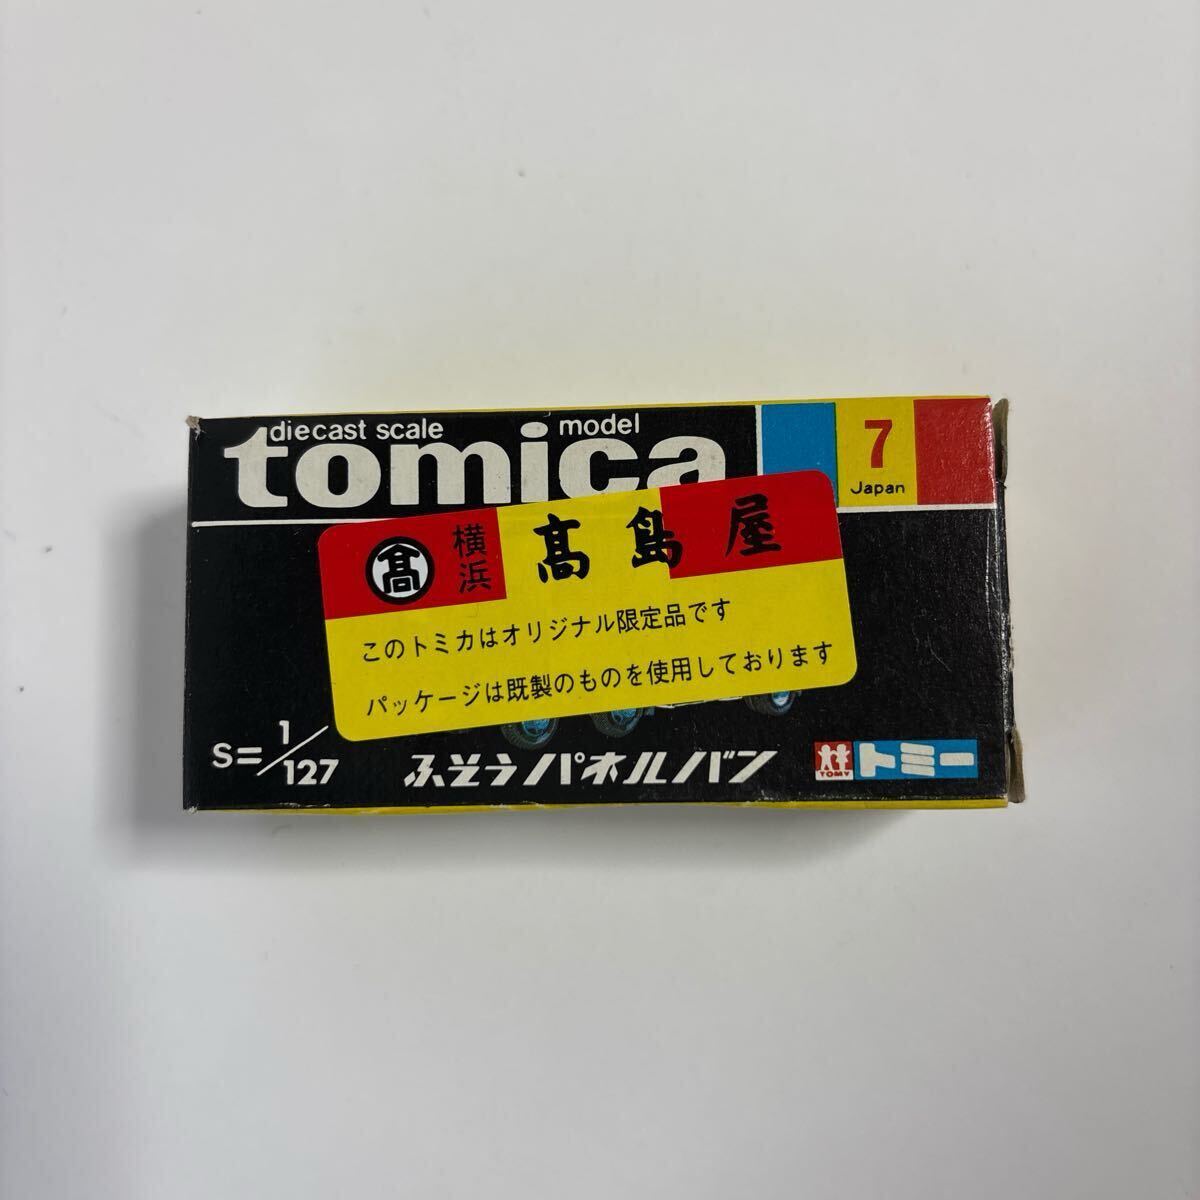 diecast scale model
tomica
7
Japan
高
横浜
髙島屋
このトミカはオリジナル限定品です
パッケージは既製のものを使用しております
S=1/127
ふそうパネルバン
TOMY
トミー